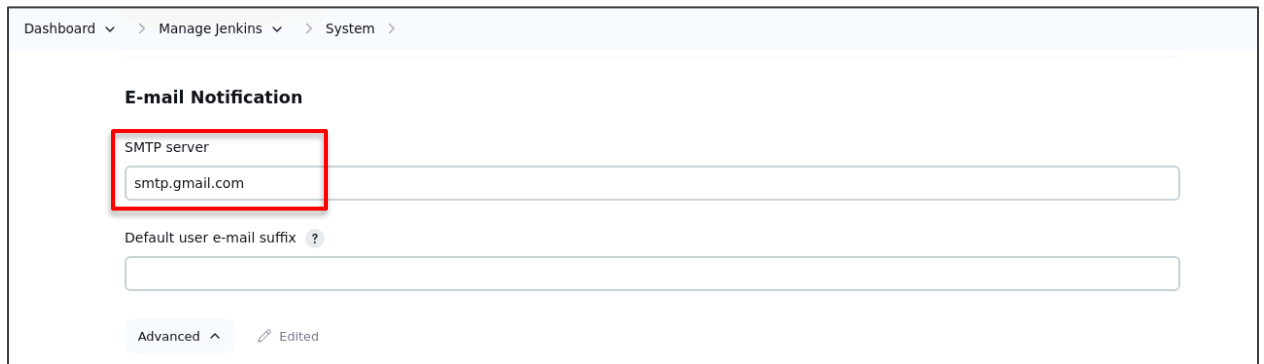 Dashboard > Manage Jenkins > System >
E-mail Notification
SMTP server
smtp.gmail.com
Default user e-mail suffix ?
Advanced Edited